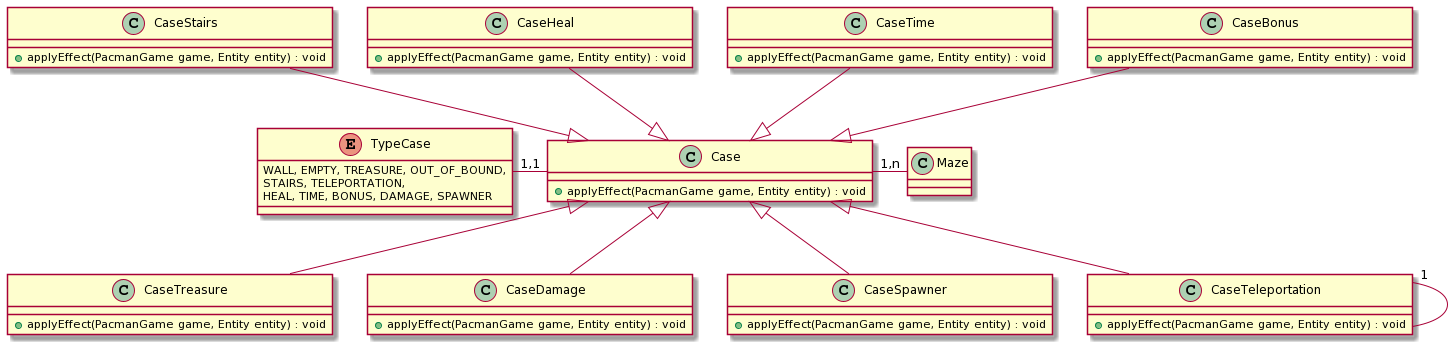 C CaseStairs
applyEffect(PacmanGame game, Entity entity) : void
C CaseHeal
applyEffect(PacmanGame game, Entity entity) : void
C CaseTime
applyEffect(PacmanGame game, Entity entity) : void
C CaseBonus
applyEffect(PacmanGame game, Entity entity) : void
E TypeCase
WALL, EMPTY, TREASURE, OUT_OF_BOUND,
STAIRS, TELEPORTATION,
HEAL, TIME, BONUS, DAMAGE, SPAWNER
1,1
C Case
applyEffect(PacmanGame game, Entity entity) : void
1,n
C Maze
C CaseTreasure
applyEffect(PacmanGame game, Entity entity) : void
C CaseDamage
applyEffect(PacmanGame game, Entity entity) : void
C CaseSpawner
applyEffect(PacmanGame game, Entity entity) : void
C CaseTeleportation
applyEffect(PacmanGame game, Entity entity) : void
1